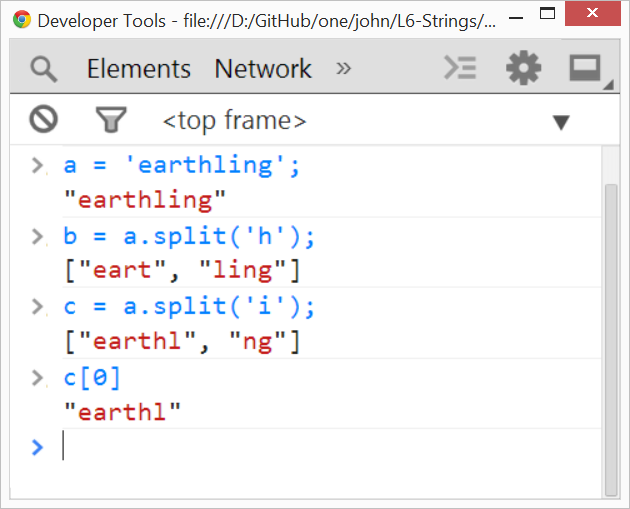 Developer Tools - file:///D:/GitHub/one/john/L6-Strings/...
Elements Network »
<top frame> ▼
> a = 'earthling';
"earthling"
> b = a.split('h');
["eart", "ling"]
> c = a.split('i');
["earthl", "ng"]
> c[0]
"earthl"
>